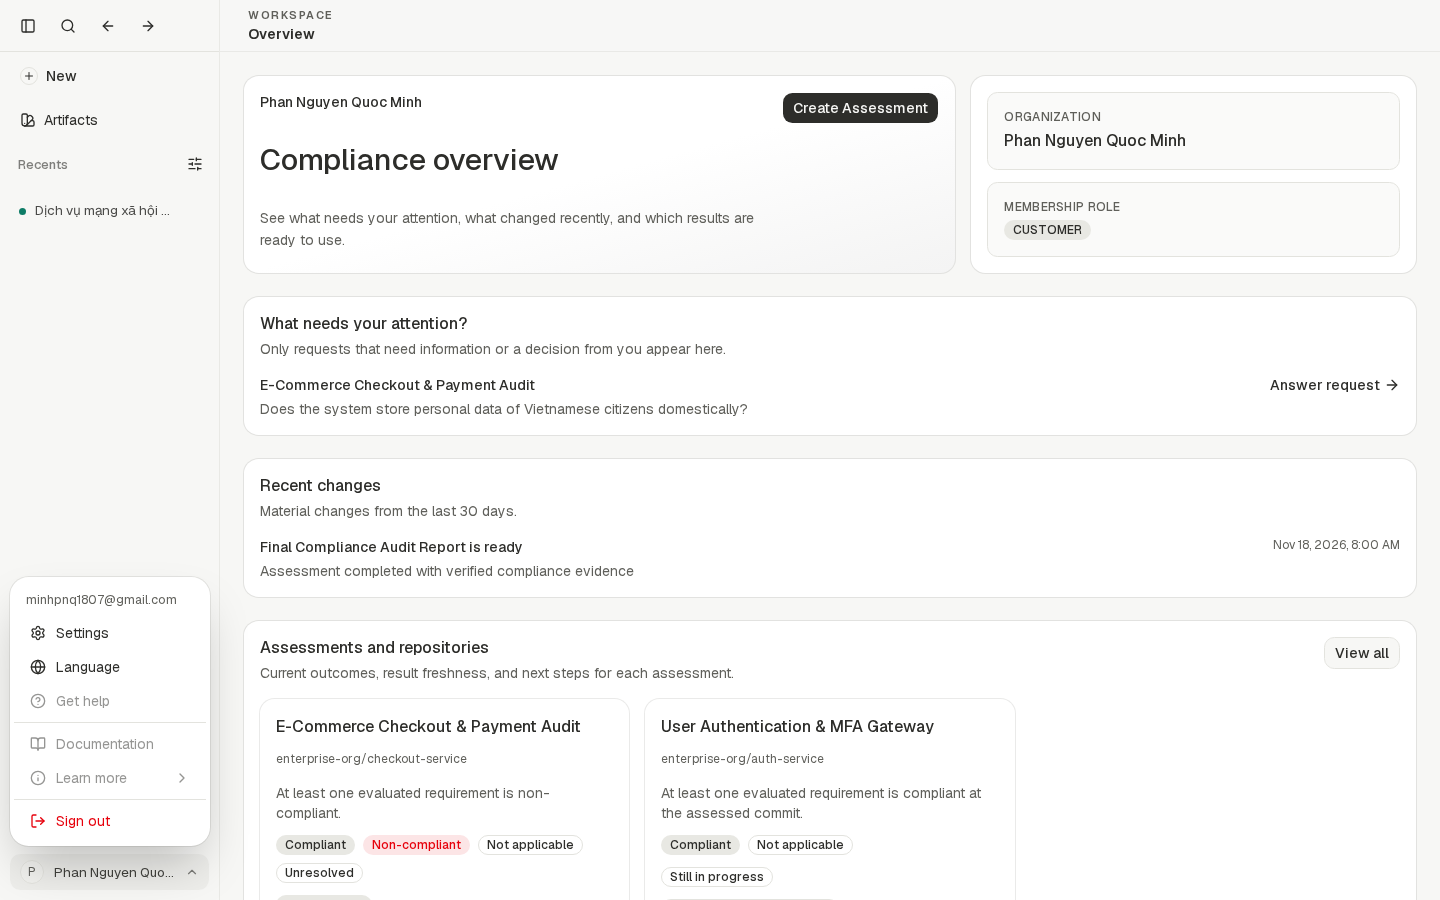 WORKSPACE
Overview
New
Artifacts
Recents
Dịch vụ mạng xã hội ...
Phan Nguyen Quoc Minh
Create Assessment
Compliance overview
See what needs your attention, what changed recently, and which results are
ready to use.
ORGANIZATION
Phan Nguyen Quoc Minh
MEMBERSHIP ROLE
CUSTOMER
What needs your attention?
Only requests that need information or a decision from you appear here.
E-Commerce Checkout & Payment Audit
Answer request
Does the system store personal data of Vietnamese citizens domestically?
Recent changes
Material changes from the last 30 days.
Final Compliance Audit Report is ready
Nov 18, 2026, 8:00 AM
Assessment completed with verified compliance evidence
Assessments and repositories
View all
Current outcomes, result freshness, and next steps for each assessment.
E-Commerce Checkout & Payment Audit
enterprise-org/checkout-service
At least one evaluated requirement is non-
compliant.
Compliant
Non-compliant
Not applicable
Unresolved
User Authentication & MFA Gateway
enterprise-org/auth-service
At least one evaluated requirement is compliant at
the assessed commit.
Compliant
Not applicable
Still in progress
minhpnq1807@gmail.com
Settings
Language
Get help
Documentation
Learn more
Sign out
P
Phan Nguyen Quo...